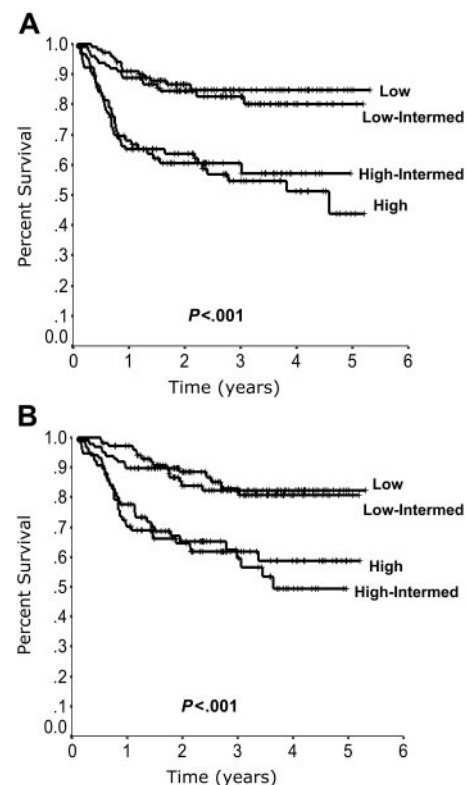 A
1.0
.9
.8
.7
.6
.5
.4
.3
.2
.1
0.0
Percent Survival
Low
Low-Intermed
High-Intermed
High
P<.001
0 1 2 3 4 5 6
Time (years)
B
1.0
.9
.8
.7
.6
.5
.4
.3
.2
.1
0.0
Percent Survival
Low
Low-Intermed
High
High-Intermed
P<.001
0 1 2 3 4 5 6
Time (years)